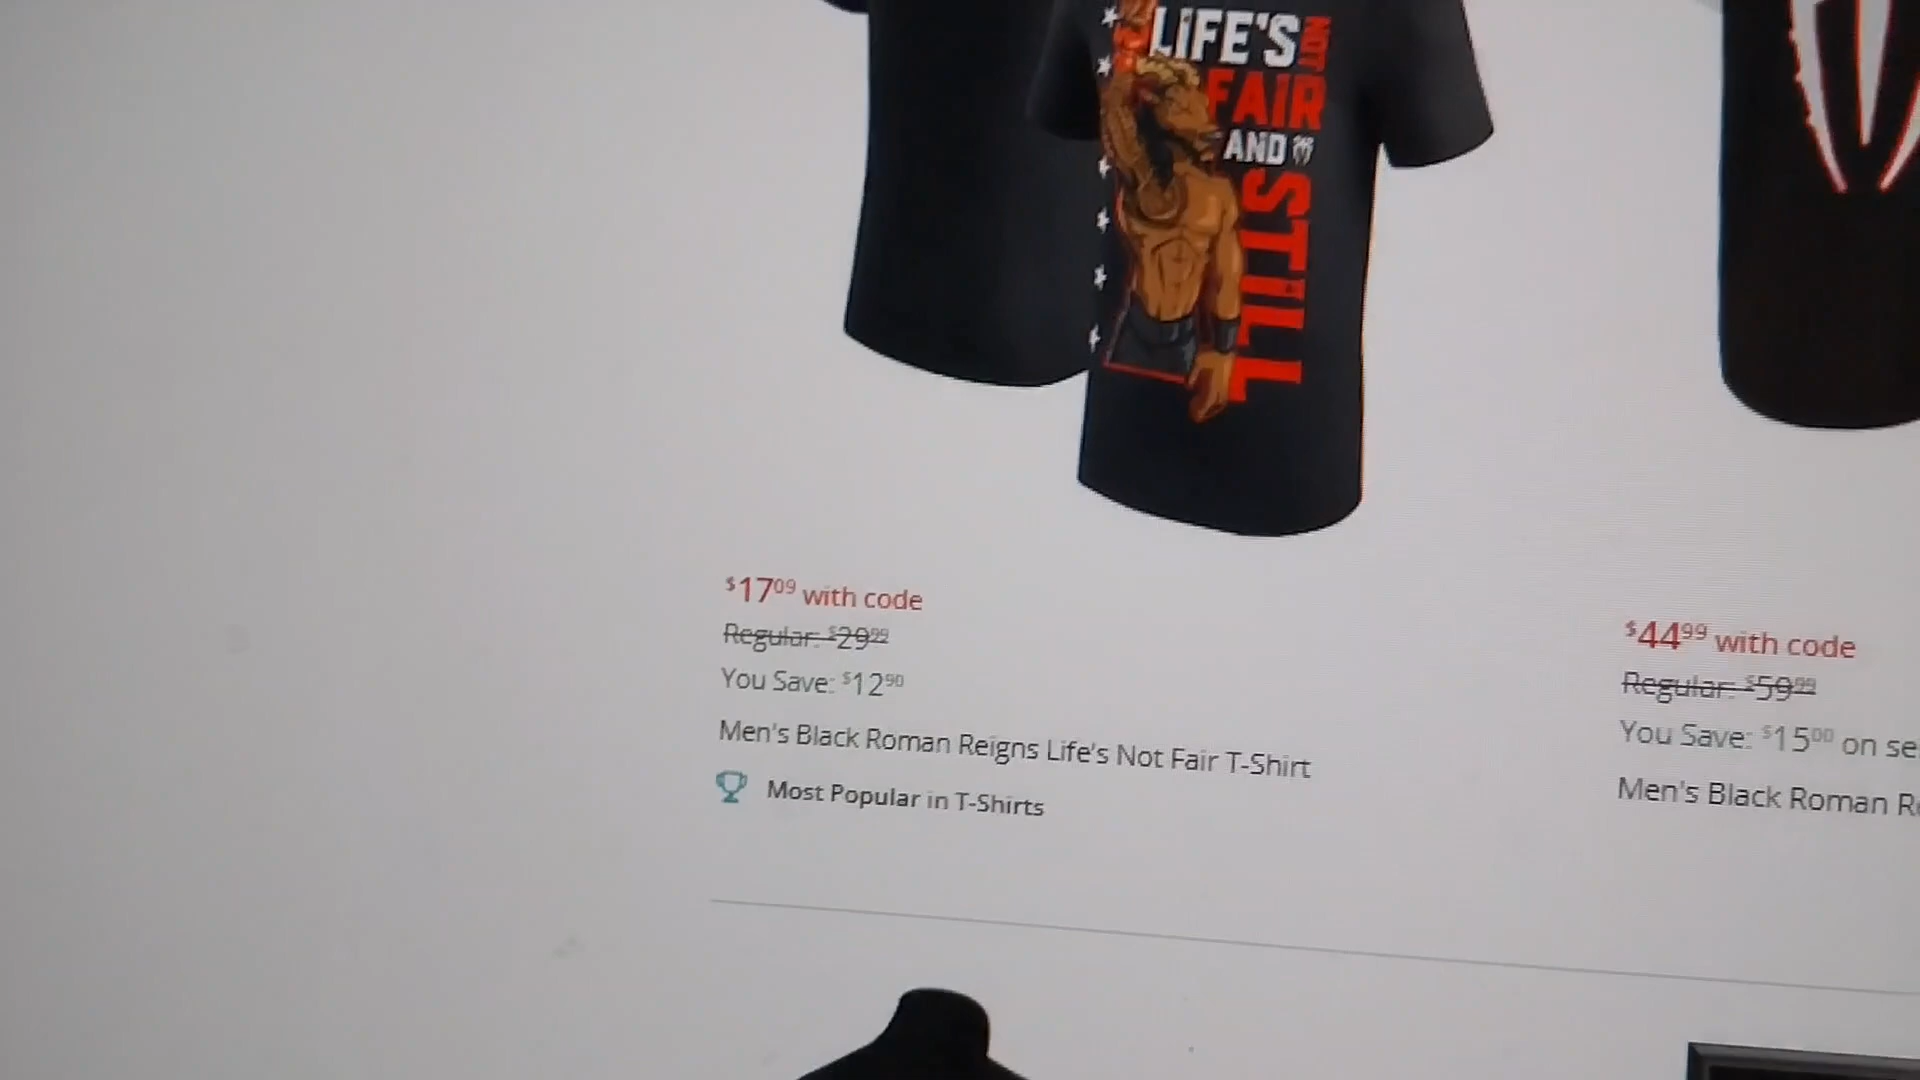 LIFE'S
NOT
FAIR
AND
STILL
$17.09 with code
Regular: $29.99
You Save: $12.90
Men's Black Roman Reigns Life's Not Fair T-Shirt
Most Popular in T-Shirts
$44.99 with code
Regular: $59.99
You Save: $15.00 on se
Men's Black Roman R